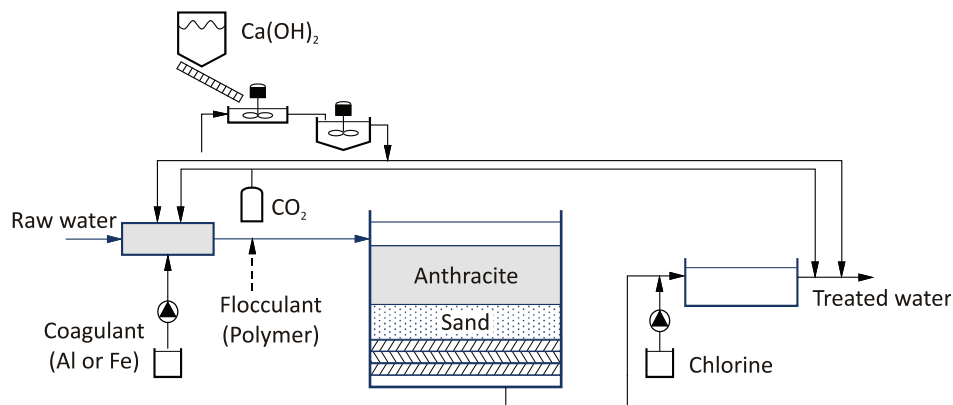 Ca(OH)₂
CO₂
Raw water
Anthracite
Flocculant
(Polymer)
Treated water
Coagulant
(Al or Fe)
Sand
Chlorine